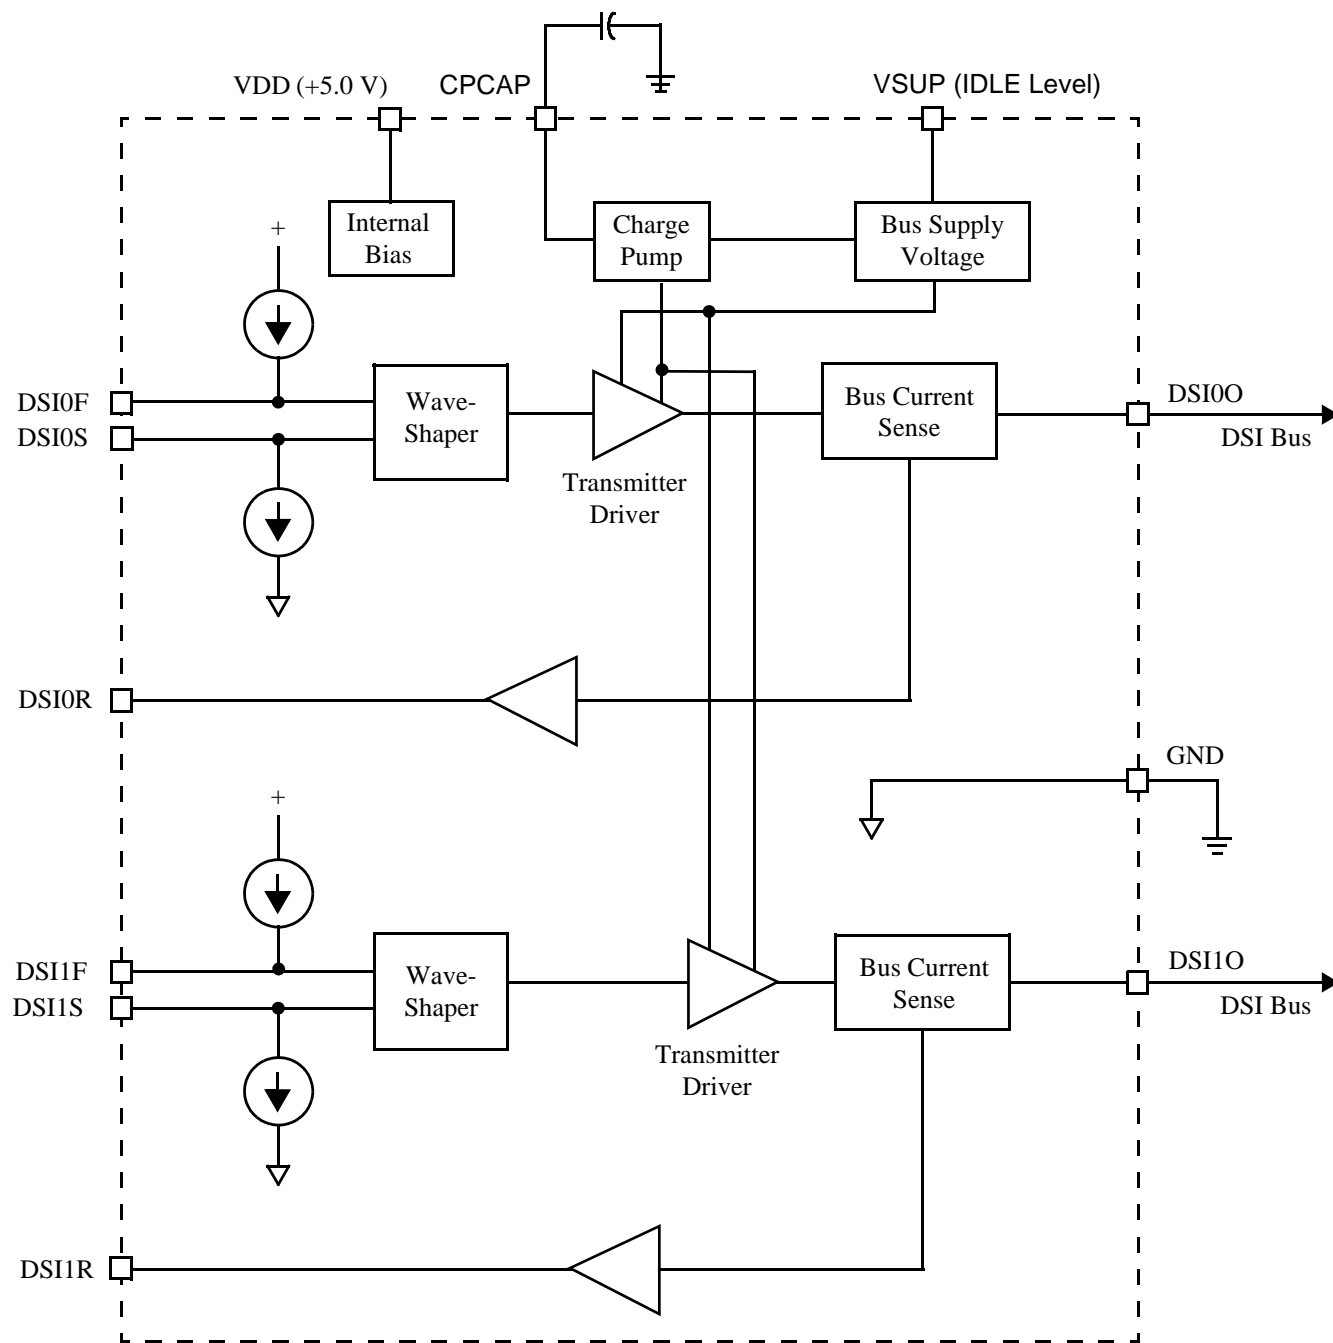 VDD (+5.0 V)
CPCAP
VSUP (IDLE Level)
Internal
Bias
Charge
Pump
Bus Supply
Voltage
+
DSI0F
DSI0S
Wave-
Shaper
Transmitter
Driver
Bus Current
Sense
DSI0O
DSI Bus
DSI0R
GND
+
DSI1F
DSI1S
Wave-
Shaper
Transmitter
Driver
Bus Current
Sense
DSI1O
DSI Bus
DSI1R